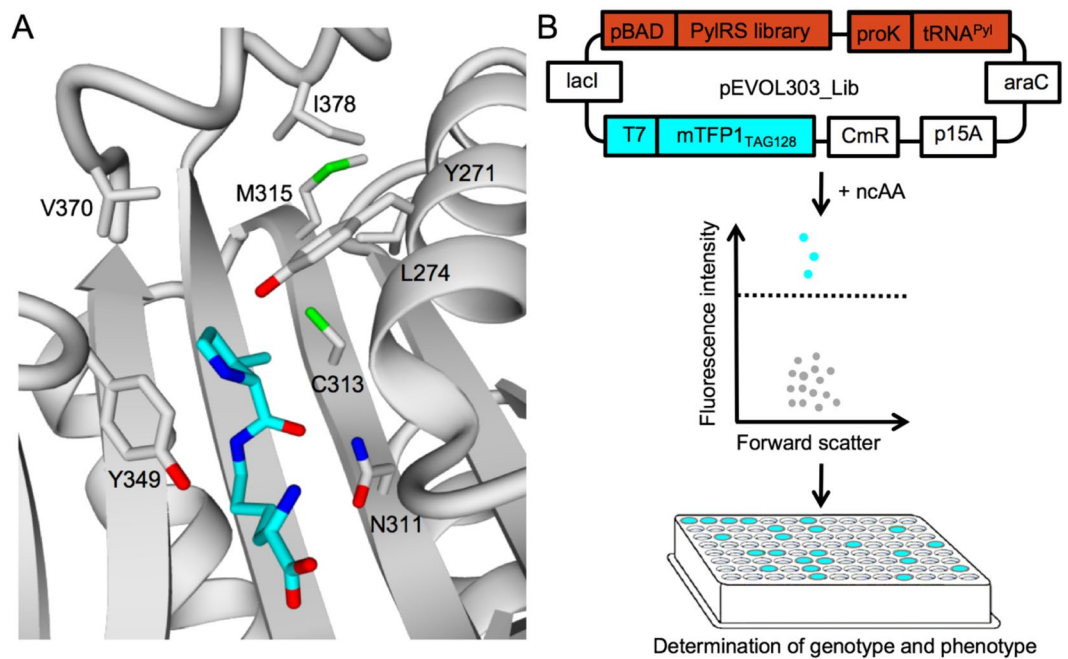 A
I378
M315
Y271
V370
L274
C313
Y349
N311
B
pBAD PylRS library proK tRNAPyl
lacI araC
pEVOL303_Lib
T7 mTFP1TAG128 CmR p15A
+ ncAA
Fluorescence intensity
Forward scatter
Determination of genotype and phenotype